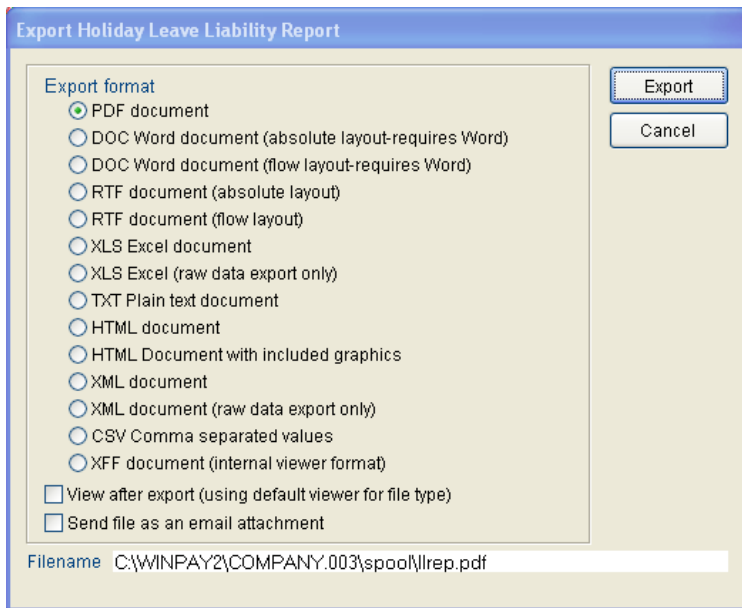 Export Holiday Leave Liability Report
Export format
PDF document
DOC Word document (absolute layout-requires Word)
DOC Word document (flow layout-requires Word)
RTF document (absolute layout)
RTF document (flow layout)
XLS Excel document
XLS Excel (raw data export only)
TXT Plain text document
HTML document
HTML Document with included graphics
XML document
XML document (raw data export only)
CSV Comma separated values
XFF document (internal viewer format)
View after export (using default viewer for file type)
Send file as an email attachment
Filename C:\WINPAY2\COMPANY.003\spool\llrep.pdf
Export
Cancel